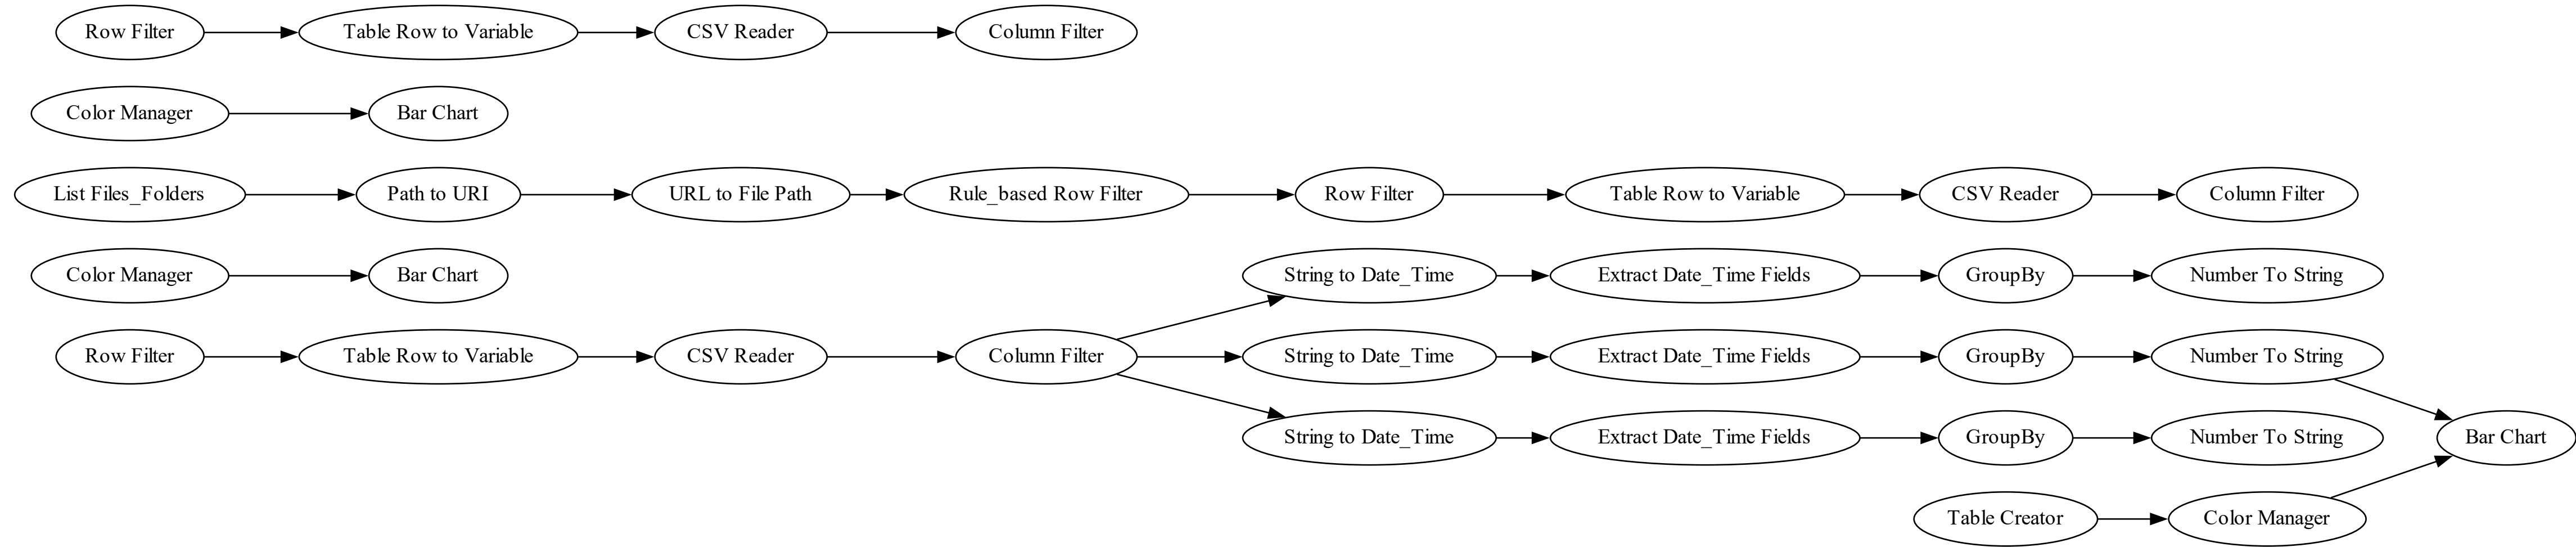 Row Filter
Table Row to Variable
CSV Reader
Column Filter
Color Manager
Bar Chart
List Files_Folders
Path to URI
URL to File Path
Rule_based Row Filter
Row Filter
Table Row to Variable
CSV Reader
Column Filter
Color Manager
Bar Chart
String to Date_Time
Extract Date_Time Fields
GroupBy
Number To String
Row Filter
Table Row to Variable
CSV Reader
Column Filter
String to Date_Time
Extract Date_Time Fields
GroupBy
Number To String
String to Date_Time
Extract Date_Time Fields
GroupBy
Number To String
Bar Chart
Table Creator
Color Manager